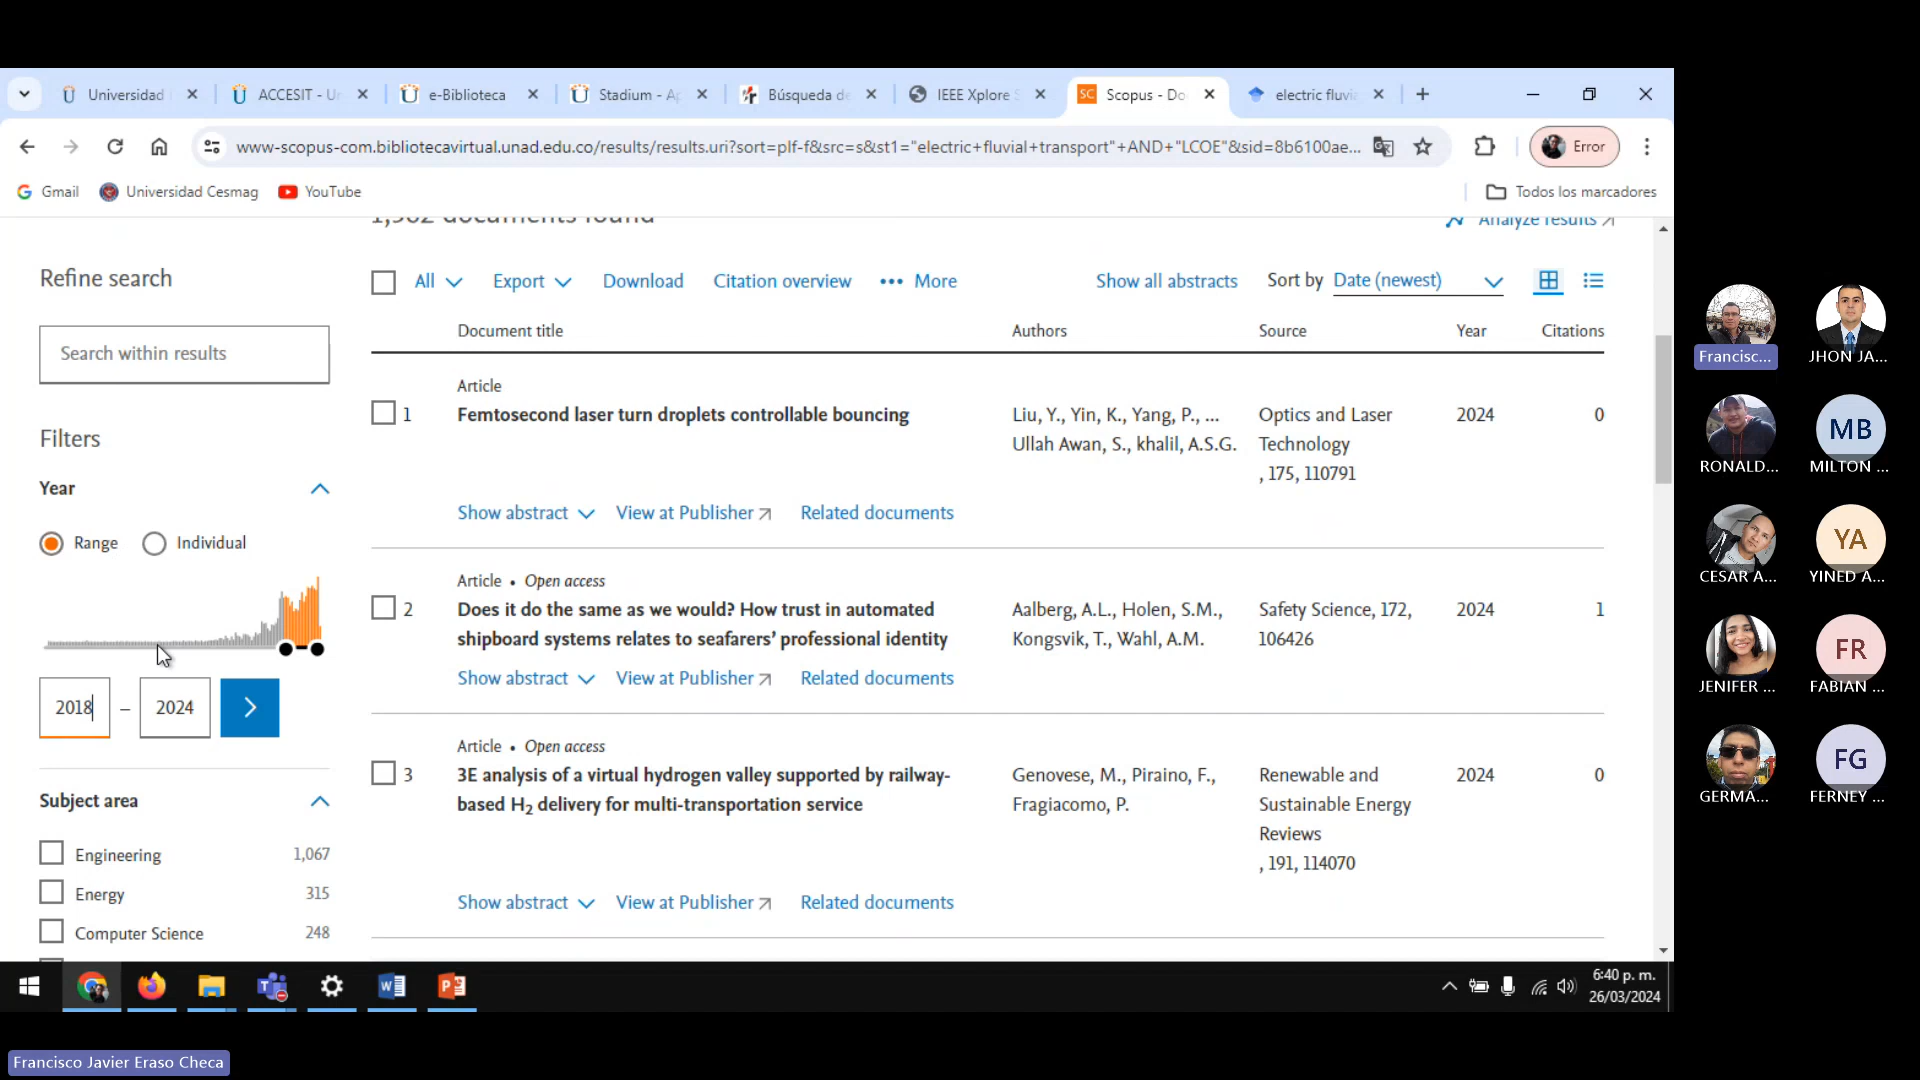 Universidad
ACCESIT - Un
e-Biblioteca
Stadium - Ap
Búsqueda de
IEEE Xplore S
SC
Scopus - Do
electric fluvia
www-scopus-com.bibliotecavirtual.unad.edu.co/results/results.uri?sort=plf-f&src=s&st1="electric+fluvial+transport"+AND+"LCOE"&sid=8b6100ae...
Error
Gmail
Universidad Cesmag
YouTube
Todos los marcadores
documents found
Analyze results
Refine search
All
Export
Download
Citation overview
More
Show all abstracts
Sort by
Date (newest)
Document title
Authors
Source
Year
Citations
Search within results
Filters
Year
Range
Individual
2018 – 2024
Subject area
Engineering 1,067
Energy 315
Computer Science 248
Article
1
Femtosecond laser turn droplets controllable bouncing
Liu, Y., Yin, K., Yang, P., ...
Ullah Awan, S., khalil, A.S.G.
Optics and Laser
Technology
, 175, 110791
2024
0
Show abstract
View at Publisher
Related documents
Article • Open access
2
Does it do the same as we would? How trust in automated
shipboard systems relates to seafarers’ professional identity
Aalberg, A.L., Holen, S.M.,
Kongsvik, T., Wahl, A.M.
Safety Science, 172,
106426
2024
1
Show abstract
View at Publisher
Related documents
Article • Open access
3
3E analysis of a virtual hydrogen valley supported by railway-
based H2 delivery for multi-transportation service
Genovese, M., Piraino, F.,
Fragiacomo, P.
Renewable and
Sustainable Energy
Reviews
, 191, 114070
2024
0
Show abstract
View at Publisher
Related documents
6:40 p. m.
26/03/2024
Francisc...
JHON JA...
RONALD...
MB
MILTON ...
CESAR A...
YA
YINED A...
JENIFER ...
FR
FABIAN ...
GERMA...
FG
FERNEY ...
Francisco Javier Eraso Checa